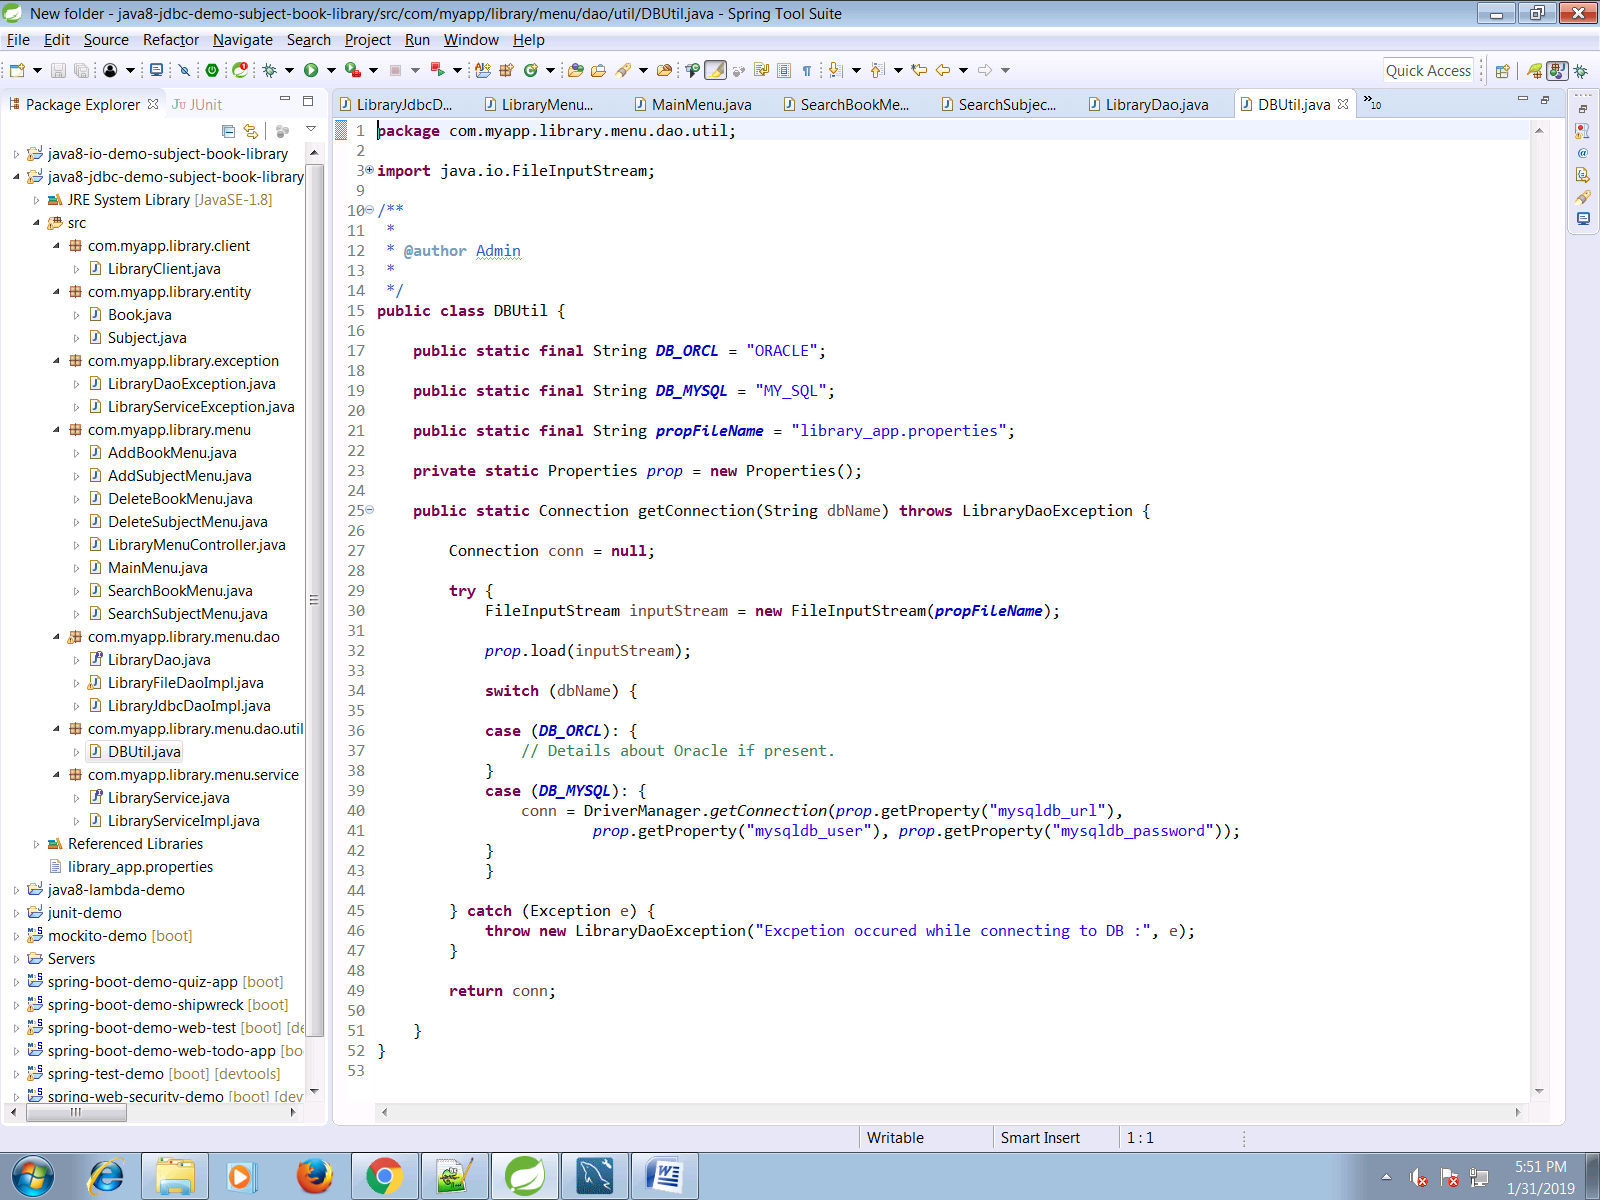 New folder - java8-jdbc-demo-subject-book-library/src/com/myapp/library/menu/dao/util/DBUtil.java - Spring Tool Suite
File Edit Source Refactor Navigate Search Project Run Window Help
Quick Access
Package Explorer JUnit
LibraryJdbcD... LibraryMenu... MainMenu.java SearchBookMe... SearchSubjec... LibraryDao.java DBUtil.java »10
java8-io-demo-subject-book-library
java8-jdbc-demo-subject-book-library
JRE System Library [JavaSE-1.8]
src
com.myapp.library.client
LibraryClient.java
com.myapp.library.entity
Book.java
Subject.java
com.myapp.library.exception
LibraryDaoException.java
LibraryServiceException.java
com.myapp.library.menu
AddBookMenu.java
AddSubjectMenu.java
DeleteBookMenu.java
DeleteSubjectMenu.java
LibraryMenuController.java
MainMenu.java
SearchBookMenu.java
SearchSubjectMenu.java
com.myapp.library.menu.dao
LibraryDao.java
LibraryFileDaoImpl.java
LibraryJdbcDaoImpl.java
com.myapp.library.menu.dao.util
DBUtil.java
com.myapp.library.menu.service
LibraryService.java
LibraryServiceImpl.java
Referenced Libraries
library_app.properties
java8-lambda-demo
junit-demo
mockito-demo [boot]
Servers
spring-boot-demo-quiz-app [boot]
spring-boot-demo-shipwreck [boot]
spring-boot-demo-web-test [boot] [de
spring-boot-demo-web-todo-app [bo
spring-test-demo [boot] [devtools]
spring-web-security-demo [boot] [dev
1 package com.myapp.library.menu.dao.util;
2
3 import java.io.FileInputStream;
9
10 /**
11 *
12 * @author Admin
13 *
14 */
15 public class DBUtil {
16
17 public static final String DB_ORCL = "ORACLE";
18
19 public static final String DB_MYSQL = "MY_SQL";
20
21 public static final String propFileName = "library_app.properties";
22
23 private static Properties prop = new Properties();
24
25 public static Connection getConnection(String dbName) throws LibraryDaoException {
26
27 Connection conn = null;
28
29 try {
30 FileInputStream inputStream = new FileInputStream(propFileName);
31
32 prop.load(inputStream);
33
34 switch (dbName) {
35
36 case (DB_ORCL): {
37 // Details about Oracle if present.
38 }
39 case (DB_MYSQL): {
40 conn = DriverManager.getConnection(prop.getProperty("mysqldb_url"),
41 prop.getProperty("mysqldb_user"), prop.getProperty("mysqldb_password"));
42 }
43 }
44
45 } catch (Exception e) {
46 throw new LibraryDaoException("Excpetion occured while connecting to DB :", e);
47 }
48
49 return conn;
50
51 }
52 }
53
Writable Smart Insert 1 : 1
5:51 PM
1/31/2019